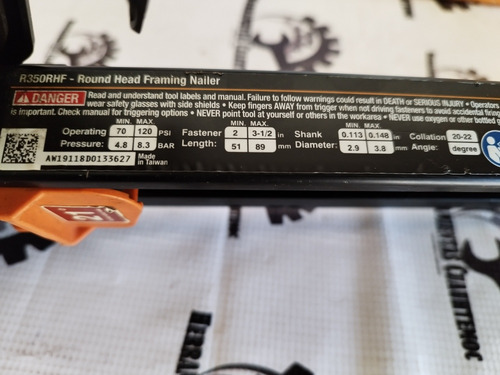 R350RHF - Round Head Framing Nailer
DANGER Read and understand tool labels and manual. Failure to follow warnings could result in DEATH or SERIOUS INJURY • Operators
wear safety glasses with side shields • Keep fingers AWAY from trigger when not driving fasteners to avoid
is important. Check manual for triggering options • NEVER point tool at yourself or others in the workarea • NEVER use oxygen or other bottled
MIN. MAX. MIN. MAX. MIN. MAX.
Operating 70 120 PSI Fastener 2 3-1/2 in Shank 0.113 0.148 in Collation 20-22
Pressure: 4.8 8.3 BAR Length: 51 89 mm Diameter: 2.9 3.8 mm Angle: degree
AW19118D0133627 Made in Taiwan